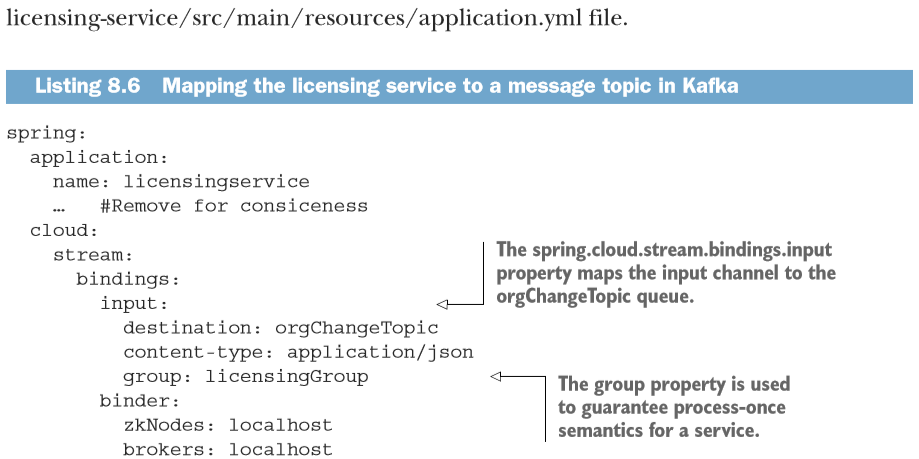 licensing-service/src/main/resources/application.yml file.
Listing 8.6 Mapping the licensing service to a message topic in Kafka
spring:
  application:
    name: licensingservice
    … #Remove for consiceness
  cloud:
    stream:
      bindings:
        input:
          destination: orgChangeTopic
          content-type: application/json
          group: licensingGroup
        binder:
          zkNodes: localhost
          brokers: localhost
The spring.cloud.stream.bindings.input
property maps the input channel to the
orgChangeTopic queue.
The group property is used
to guarantee process-once
semantics for a service.